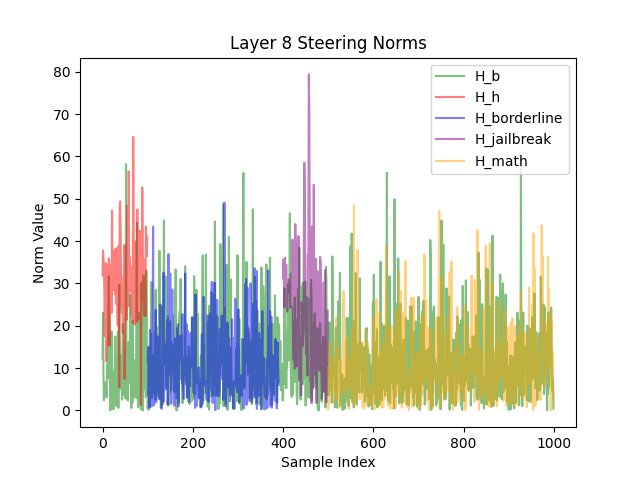 Layer 8 Steering Norms
H_b
H_h
H_borderline
H_jailbreak
H_math
80
70
60
50
40
30
20
10
0
Norm Value
0 200 400 600 800 1000
Sample Index